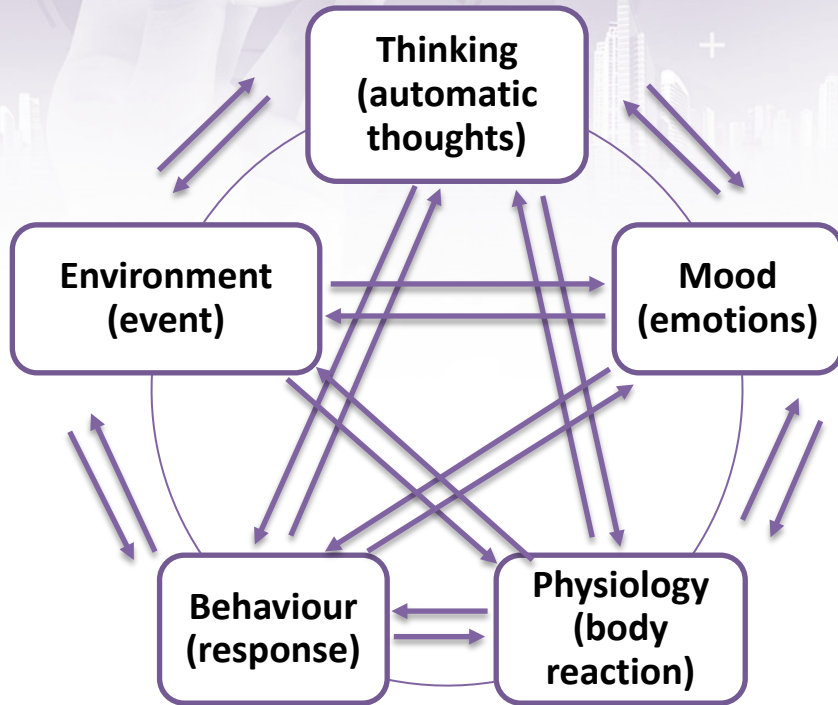 Thinking
(automatic
thoughts)
Environment
(event)
Mood
(emotions)
Behaviour
(response)
Physiology
(body
reaction)